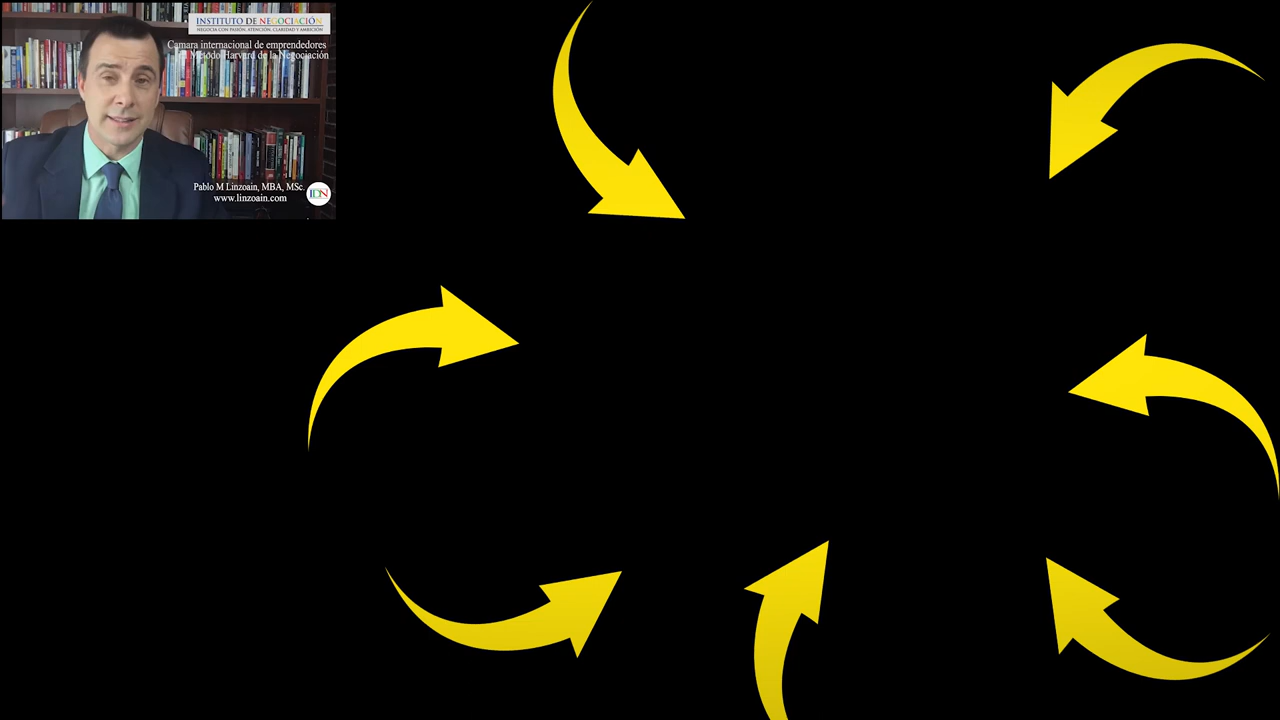 INSTITUTO DE NEGOCIACIÓN
NEGOCIA CON PASIÓN, ATENCIÓN, CLARIDAD Y AMBICIÓN
Camara internacional de emprendedores
Método Harvard de la Negociación
Pablo M Linzoain, MBA, MSc.
www.linzoain.com
IDN